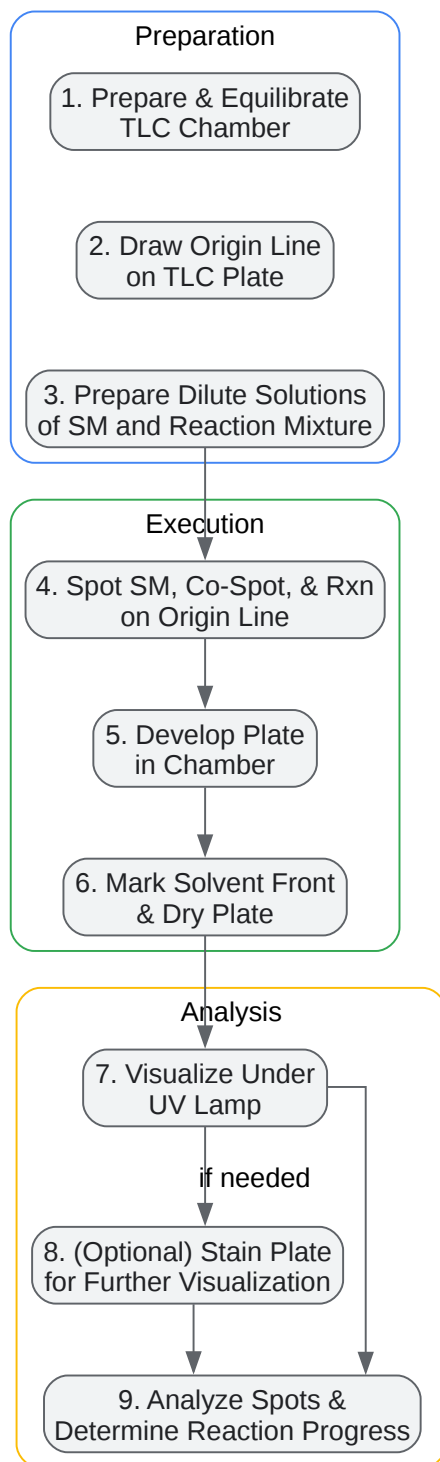 Preparation
1. Prepare & Equilibrate
TLC Chamber
2. Draw Origin Line
on TLC Plate
3. Prepare Dilute Solutions
of SM and Reaction Mixture
Execution
4. Spot SM, Co-Spot, & Rxn
on Origin Line
5. Develop Plate
in Chamber
6. Mark Solvent Front
& Dry Plate
Analysis
7. Visualize Under
UV Lamp
if needed
8. (Optional) Stain Plate
for Further Visualization
9. Analyze Spots &
Determine Reaction Progress